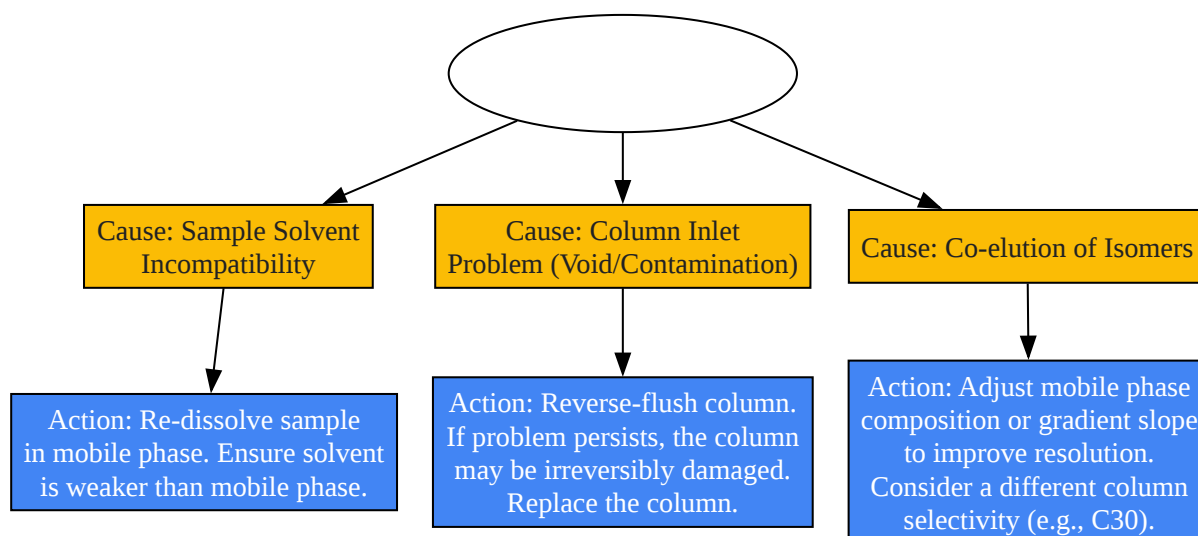 Cause: Sample Solvent
Incompatibility
Cause: Column Inlet
Problem (Void/Contamination)
Cause: Co-elution of Isomers
Action: Re-dissolve sample
in mobile phase. Ensure solvent
is weaker than mobile phase.
Action: Reverse-flush column.
If problem persists, the column
may be irreversibly damaged.
Replace the column.
Action: Adjust mobile phase
composition or gradient slope
to improve resolution.
Consider a different column
selectivity (e.g., C30).